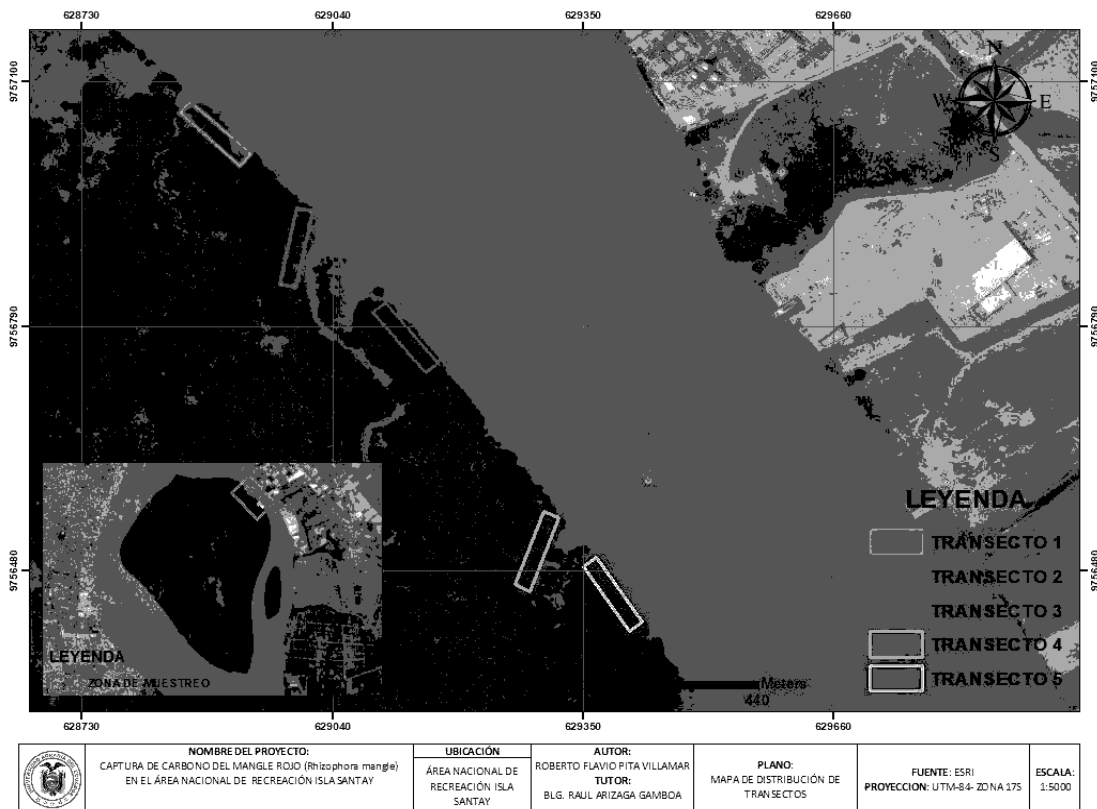 628730 629040 629350 629660
9757100 9757100
N
W E
S
9756790 9756790
9756480 9756480
LEYENDA
TRANSECTO 1
TRANSECTO 2
TRANSECTO 3
TRANSECTO 4
TRANSECTO 5
LEYENDA
ZONA DE MUESTREO
Meters
440
628730 629040 629350 629660
NOMBRE DEL PROYECTO:
CAPTURA DE CARBONO DEL MANGLE ROJO (Rhizophora mangle)
EN EL ÁREA NACIONAL DE RECREACIÓN ISLA SANTAY
UBICACIÓN
ÁREA NACIONAL DE
RECREACIÓN ISLA
SANTAY
AUTOR:
ROBERTO FLAVIO PITA VILLAMAR
TUTOR:
BLG. RAUL ARIZAGA GAMBOA
PLANO:
MAPA DE DISTRIBUCIÓN DE
TRANSECTOS
FUENTE: ESRI
PROYECCION: UTM-84- ZONA 17S
ESCALA:
1:5000